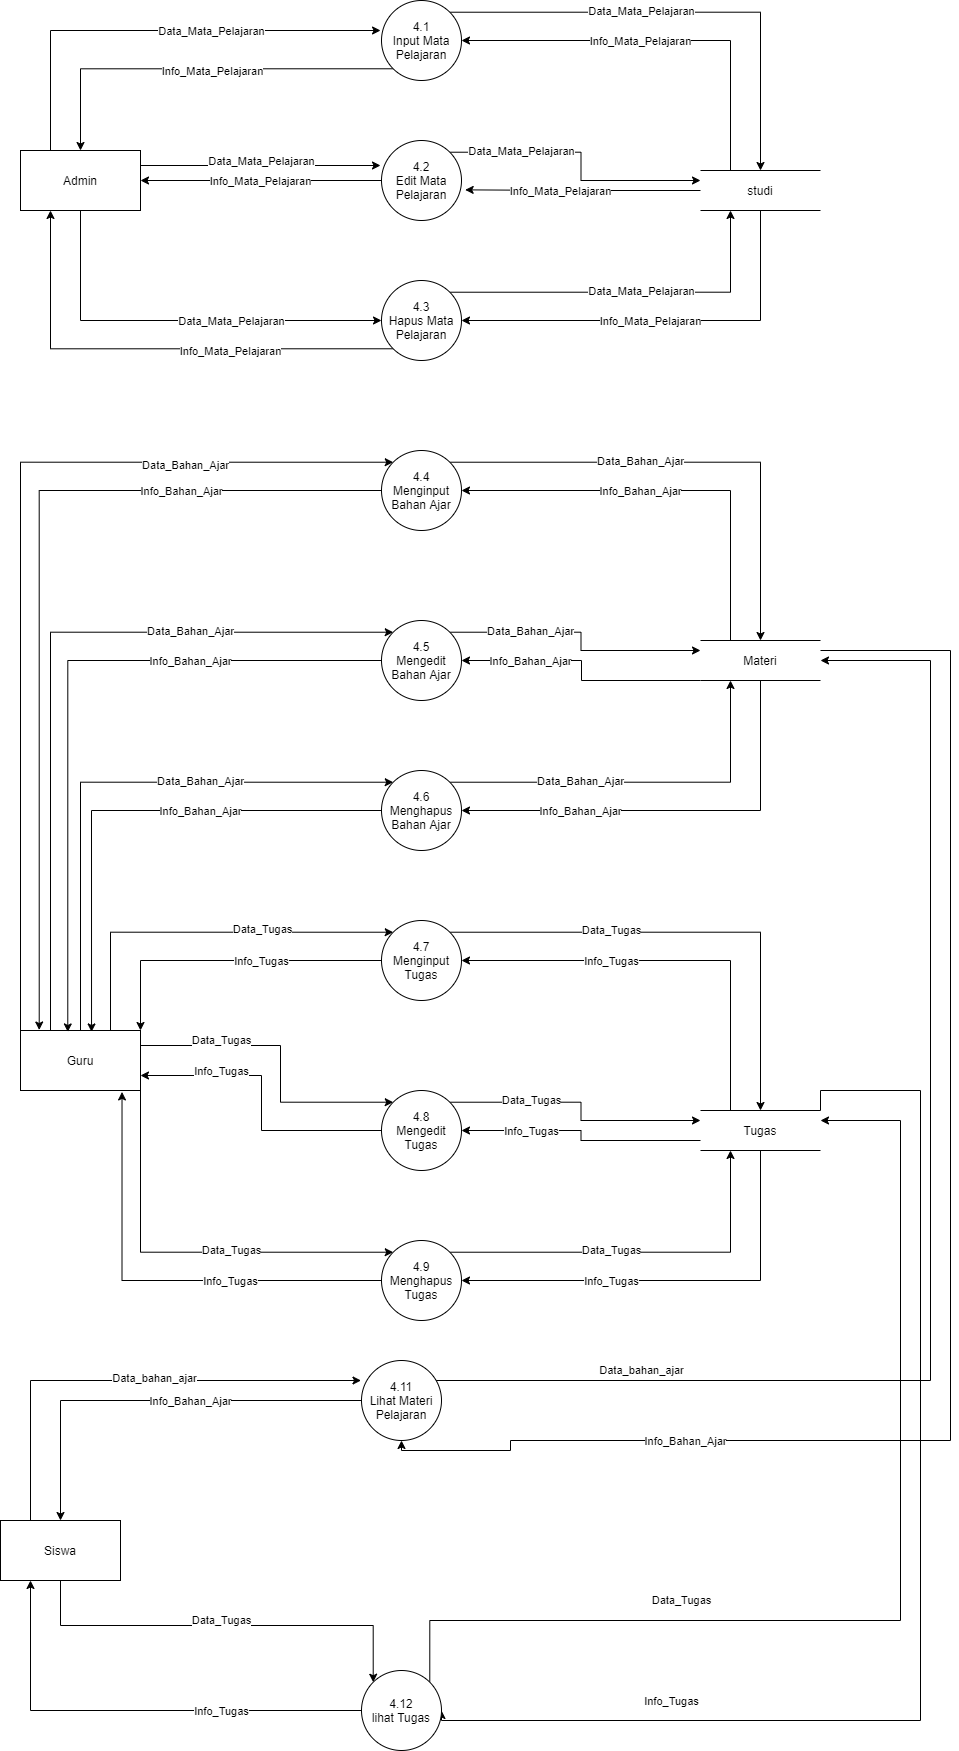 Data_Mata_Pelajaran
4.1
Input Mata
Pelajaran
Data_Mata_Pelajaran
Info_Mata_Pelajaran
Info_Mata_Pelajaran
Admin
Data_Mata_Pelajaran
Info_Mata_Pelajaran
4.2
Edit Mata
Pelajaran
Data_Mata_Pelajaran
Info_Mata_Pelajaran
studi
4.3
Hapus Mata
Pelajaran
Data_Mata_Pelajaran
Data_Mata_Pelajaran
Info_Mata_Pelajaran
Info_Mata_Pelajaran
Data_Bahan_Ajar
Info_Bahan_Ajar
4.4
Menginput
Bahan Ajar
Data_Bahan_Ajar
Info_Bahan_Ajar
Data_Bahan_Ajar
Info_Bahan_Ajar
4.5
Mengedit
Bahan Ajar
Data_Bahan_Ajar
Info_Bahan_Ajar
Materi
Data_Bahan_Ajar
Info_Bahan_Ajar
4.6
Menghapus
Bahan Ajar
Data_Bahan_Ajar
Info_Bahan_Ajar
Data_Tugas
Info_Tugas
4.7
Menginput
Tugas
Data_Tugas
Info_Tugas
Guru
Data_Tugas
Info_Tugas
4.8
Mengedit
Tugas
Data_Tugas
Info_Tugas
Tugas
Data_Tugas
Info_Tugas
4.9
Menghapus
Tugas
Data_Tugas
Info_Tugas
Data_bahan_ajar
Info_Bahan_Ajar
4.11
Lihat Materi
Pelajaran
Data_bahan_ajar
Info_Bahan_Ajar
Siswa
Data_Tugas
Data_Tugas
Info_Tugas
4.12
lihat Tugas
Info_Tugas